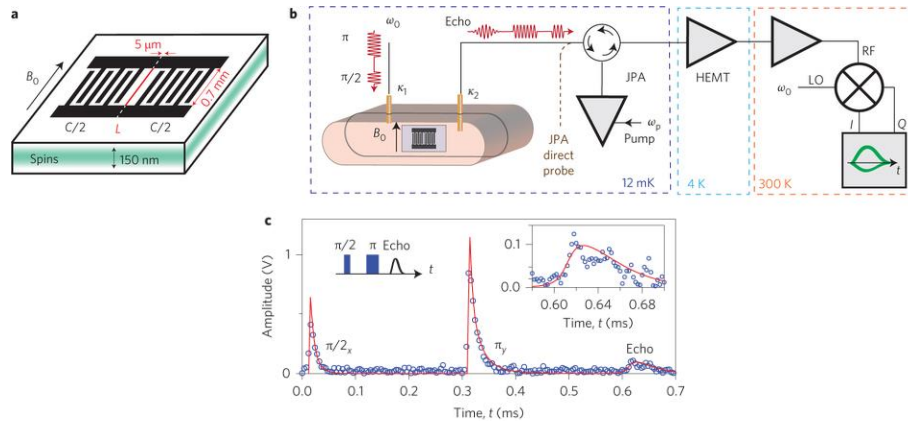 a
5 µm
B₀
0.7 mm
C/2
L
C/2
Spins
150 nm
b
π
ω₀
π/2
κ₁
Echo
κ₂
B₀
JPA
direct
probe
JPA
ωₚ
Pump
12 mK
HEMT
4 K
RF
ω₀
LO
I
Q
t
300 K
c
Amplitude (V)
1
0
π/2 π Echo
t
π/2ₓ
πᵧ
Echo
0.1
0.0
0.60 0.64 0.68
Time, t (ms)
0.0 0.1 0.2 0.3 0.4 0.5 0.6 0.7
Time, t (ms)